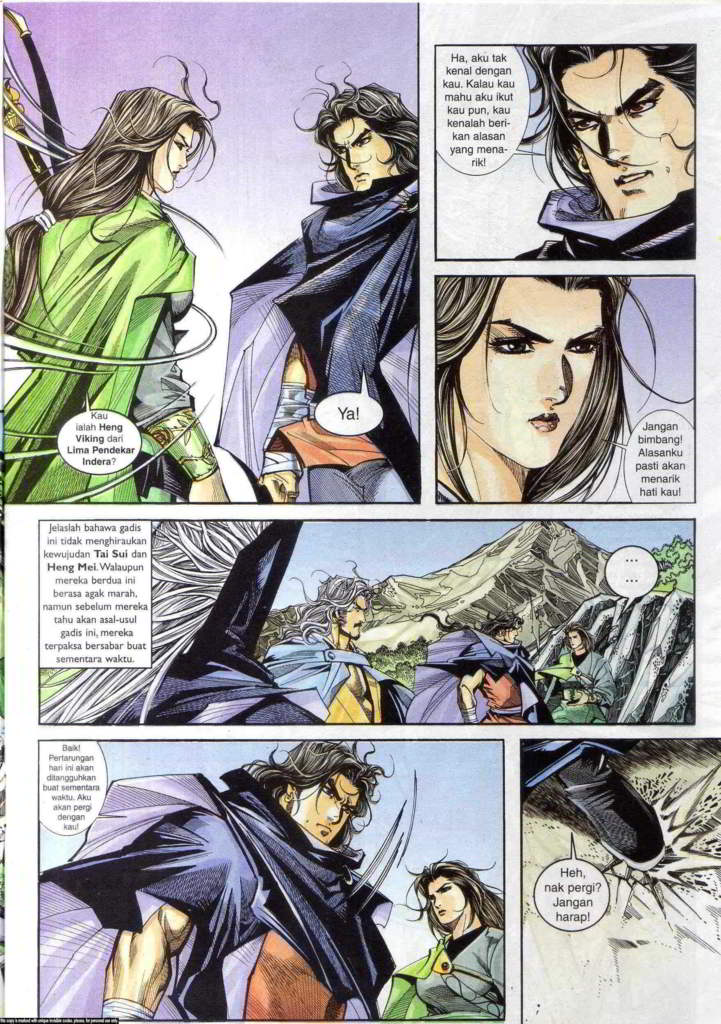 Kau
ialah Heng
Viking dari
Lima Pendekar
Indera?
Ya!
Ha, aku tak
kenal dengan
kau. Kalau kau
mahu aku ikut
kau pun, kau
kenalah beri-
kan alasan
yang mena-
rik!
Jangan
bimbang!
Alasanku
pasti akan
menarik
hati kau!
Jelaslah bahawa gadis
ini tidak menghiraukan
kewujudan Tai Sui dan
Heng Mei. Walaupun
mereka berdua ini
berasa agak marah,
namun sebelum mereka
tahu akan asal-usul
gadis ini, mereka
terpaksa bersabar buat
sementara waktu.
...
...
Baik!
Pertarungan
hari ini akan
ditangguhkan
buat sementara
waktu. Aku
akan pergi
dengan
kau!
Heh,
nak pergi?
Jangan
harap!